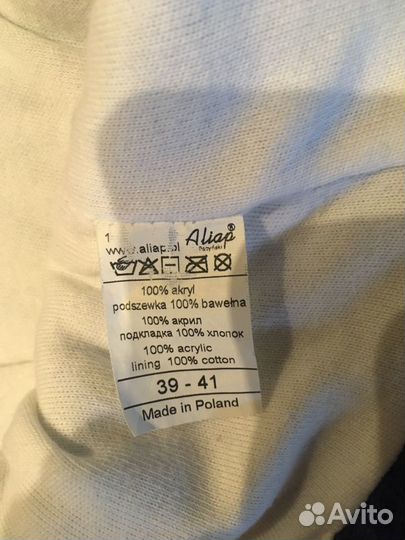 1
www.aliap.pl Aliap®
100% akryl
podszewka 100% bawełna
100% акрил
подкладка 100% хлопок
100% acrylic
lining 100% cotton
39 - 41
Made in Poland
Avito